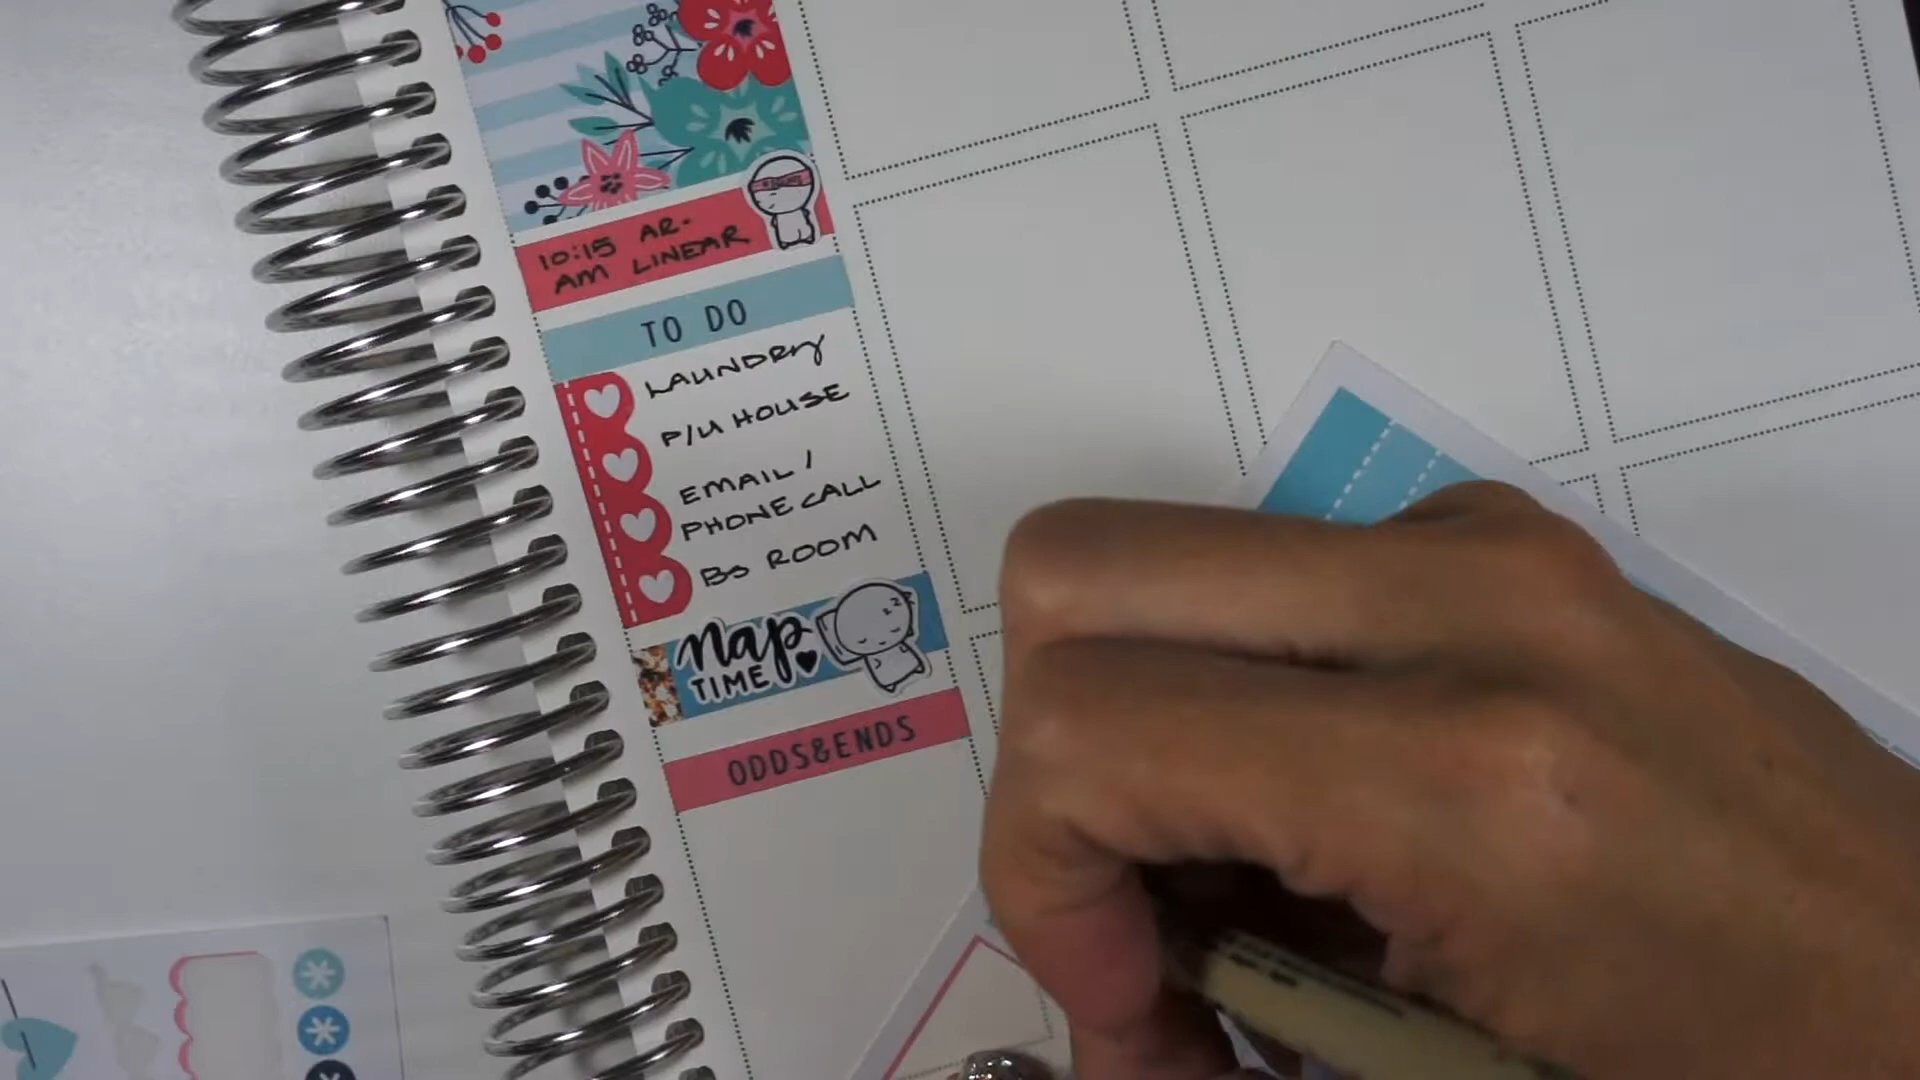 10:15 AR-
AM LINEAR
TO DO
LAUNDRY
P/U HOUSE
EMAIL /
PHONE CALL
BS ROOM
Nap
TIME
ODDS&ENDS